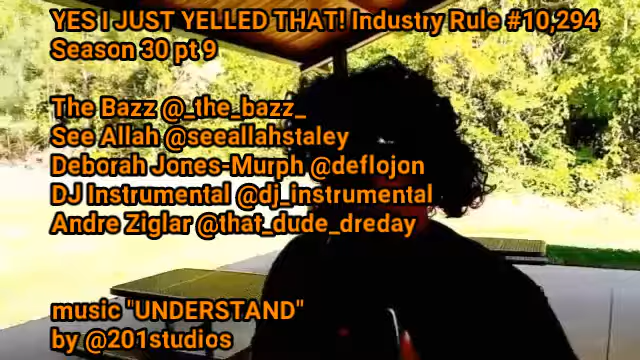 YES I JUST YELLED THAT! Industry Rule #10,294
Season 30 pt 9
The Bazz @_the_bazz_
See Allah @seeallahstaley
Deborah Jones-Murph @deflojon
DJ Instrumental @dj_instrumental
Andre Ziglar @that_dude_dreday
music "UNDERSTAND"
by @201studios